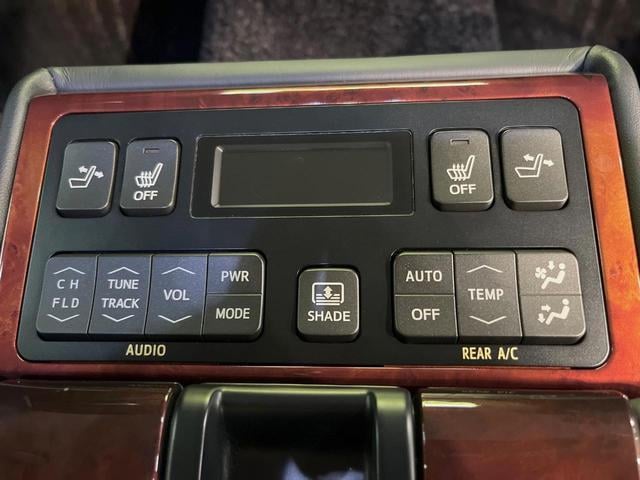 OFF
OFF
CH
FLD
TUNE
TRACK
VOL
PWR
MODE
SHADE
AUTO
OFF
TEMP
AUDIO
REAR A/C